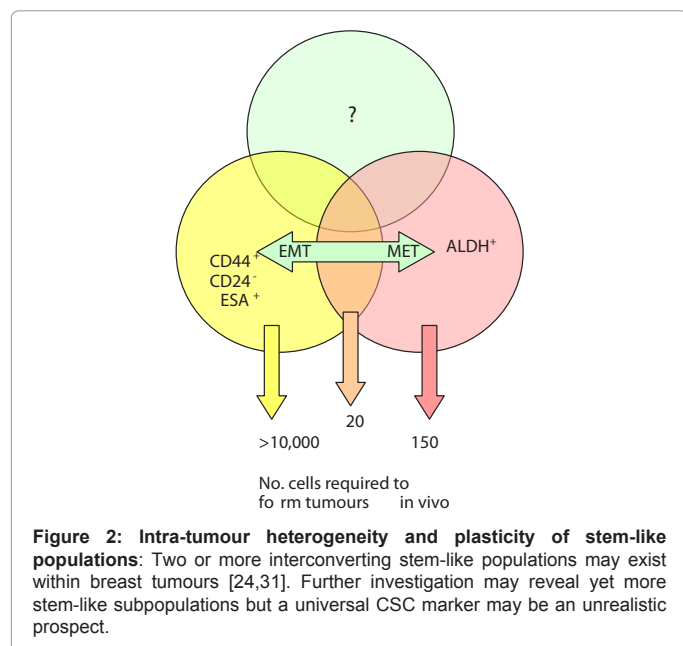 ?
EMT
MET
ALDH⁺
CD44⁺
CD24⁻
ESA ⁺
20
>10,000
150
No. cells required to
fo rm tumours in vivo
Figure 2: Intra-tumour heterogeneity and plasticity of stem-like
populations: Two or more interconverting stem-like populations may exist
within breast tumours [24,31]. Further investigation may reveal yet more
stem-like subpopulations but a universal CSC marker may be an unrealistic
prospect.